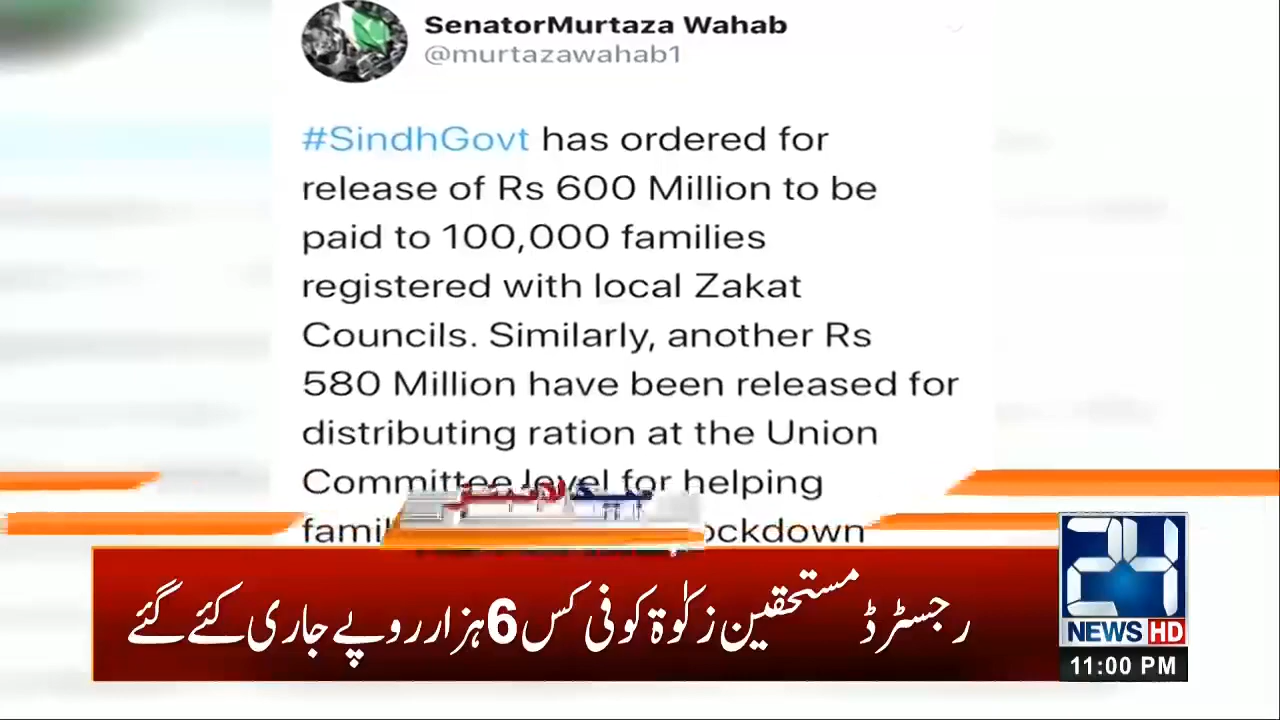 SenatorMurtaza Wahab
@murtazawahab1
#SindhGovt has ordered for
release of Rs 600 Million to be
paid to 100,000 families
registered with local Zakat
Councils. Similarly, another Rs
580 Million have been released for
distributing ration at the Union
Committee level for helping
رجسٹرڈ مستحقین زکوٰۃ کو فی کس 6 ہزار روپے جاری کئے گئے
24
NEWS HD
11:00 PM